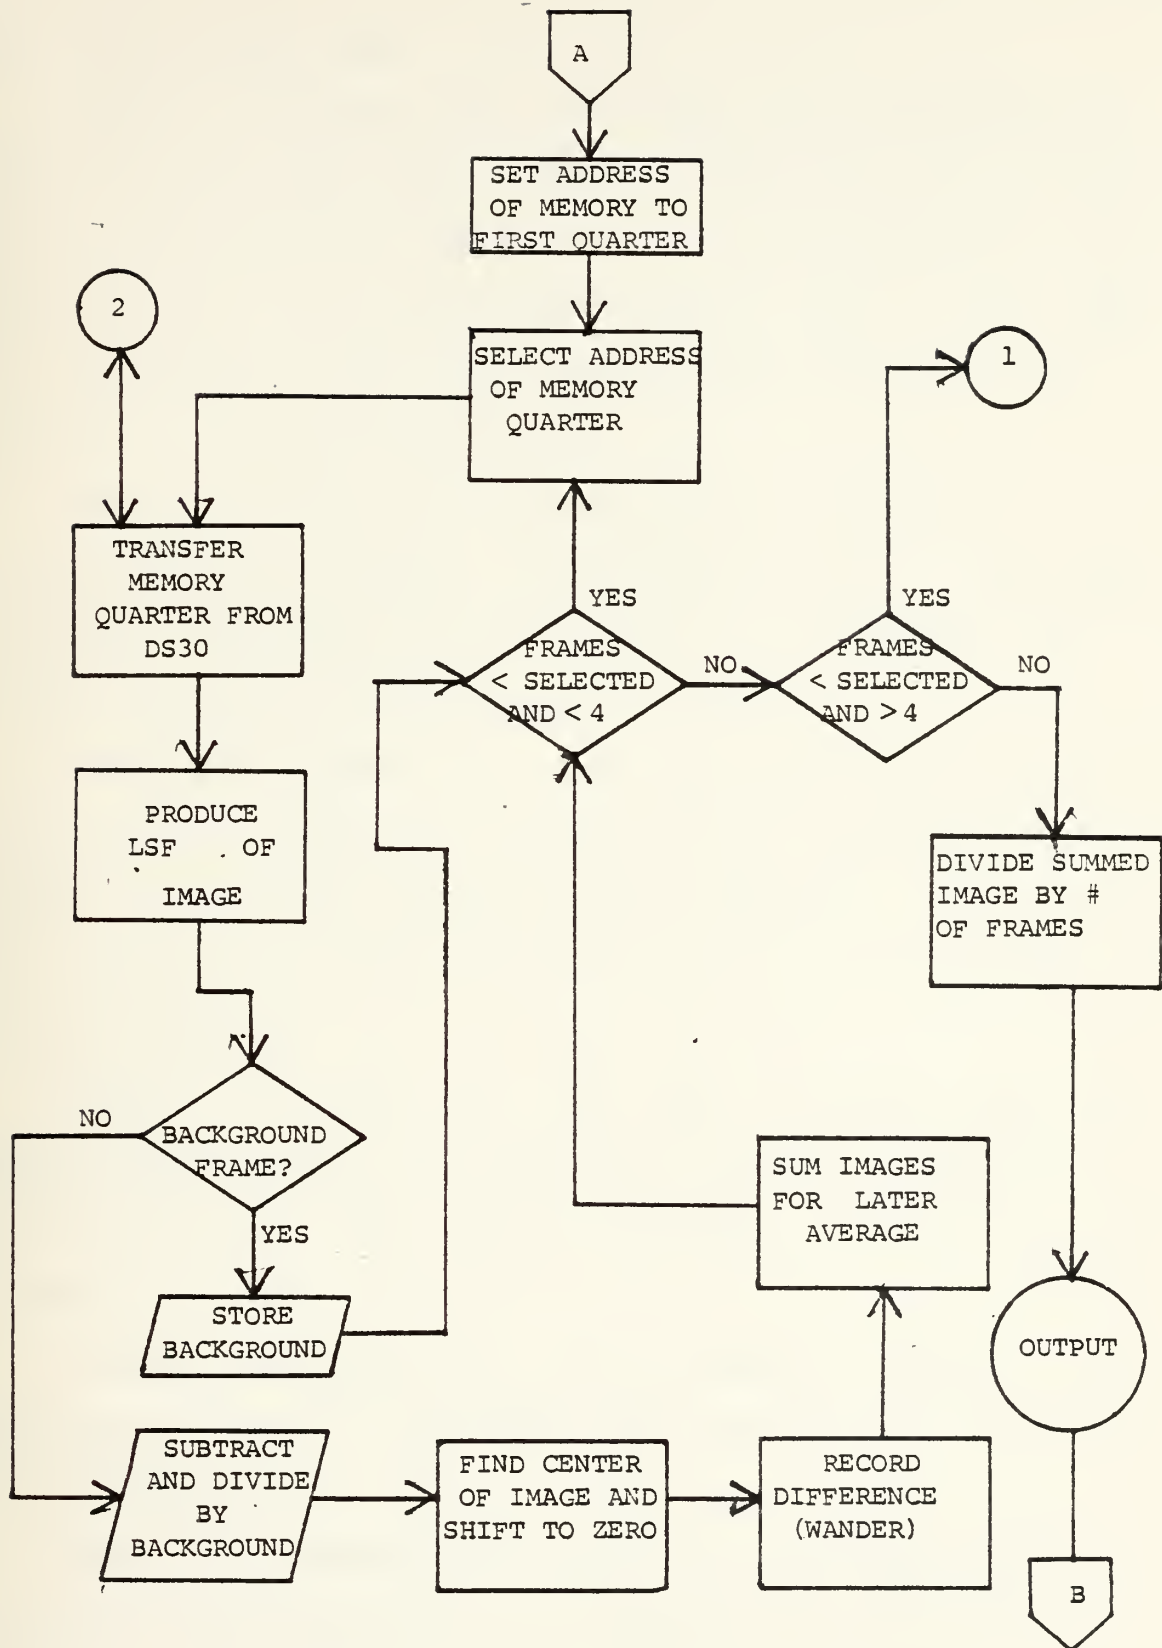 A
SET ADDRESS
OF MEMORY TO
FIRST QUARTER
2
SELECT ADDRESS
OF MEMORY
QUARTER
1
TRANSFER
MEMORY
QUARTER FROM
DS30
YES
FRAMES
< SELECTED
AND < 4
NO
YES
FRAMES
< SELECTED
AND > 4
NO
PRODUCE
LSF OF
IMAGE
DIVIDE SUMMED
IMAGE BY #
OF FRAMES
NO
BACKGROUND
FRAME?
YES
STORE
BACKGROUND
SUM IMAGES
FOR LATER
AVERAGE
OUTPUT
SUBTRACT
AND DIVIDE
BY
BACKGROUND
FIND CENTER
OF IMAGE AND
SHIFT TO ZERO
RECORD
DIFFERENCE
(WANDER)
B